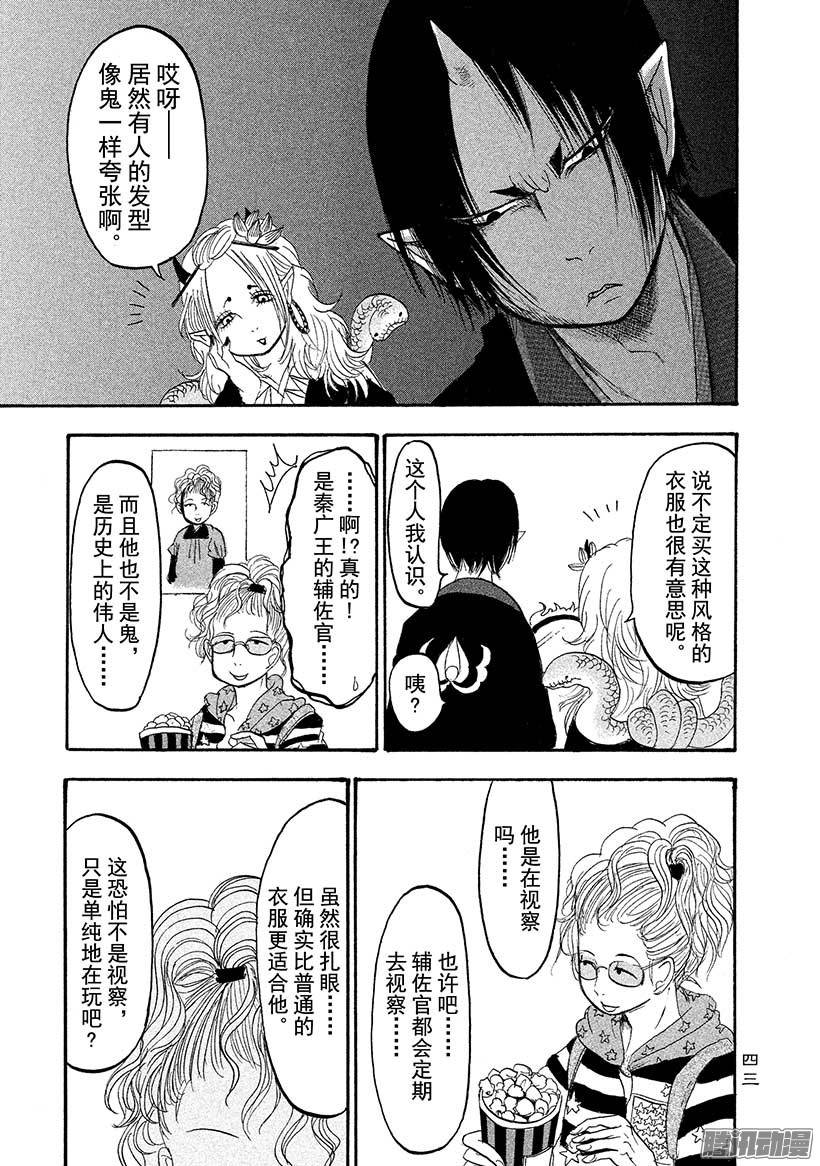 哎呀——
居然有人的发型
像鬼一样夸张啊。
说不定买这种风格的
衣服也很有意思呢。
这个人我认识。
咦？
……啊!?真的！
是秦广王的辅佐官……
而且他也不是鬼，
是历史上的伟人……
他是在视察
吗……
也许吧……
辅佐官都会定期
去视察……
虽然很扎眼……
但确实比普通的
衣服更适合他。
这恐怕不是视察，
只是单纯地在玩吧？
四三
腾讯动漫